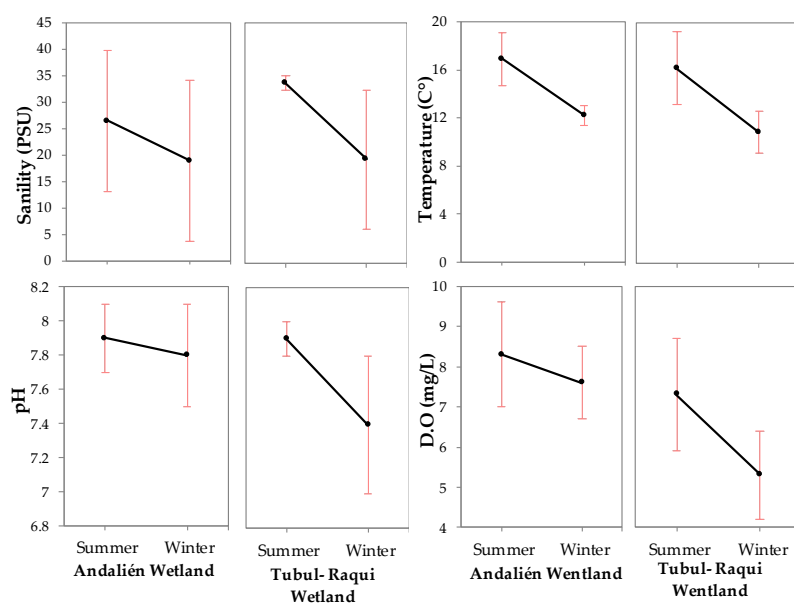 Sanility (PSU)
45
40
35
30
25
20
15
10
5
0
Temperature (C°)
20
16
12
8
4
0
pH
8.2
8
7.8
7.6
7.4
7.2
7
6.8
D.O (mg/L)
10
9
8
7
6
5
4
Summer Winter
Andalién Wetland
Summer Winter
Tubul- Raqui
Wetland
Summer Winter
Andalién Wentland
Summer Winter
Tubul- Raqui
Wentland